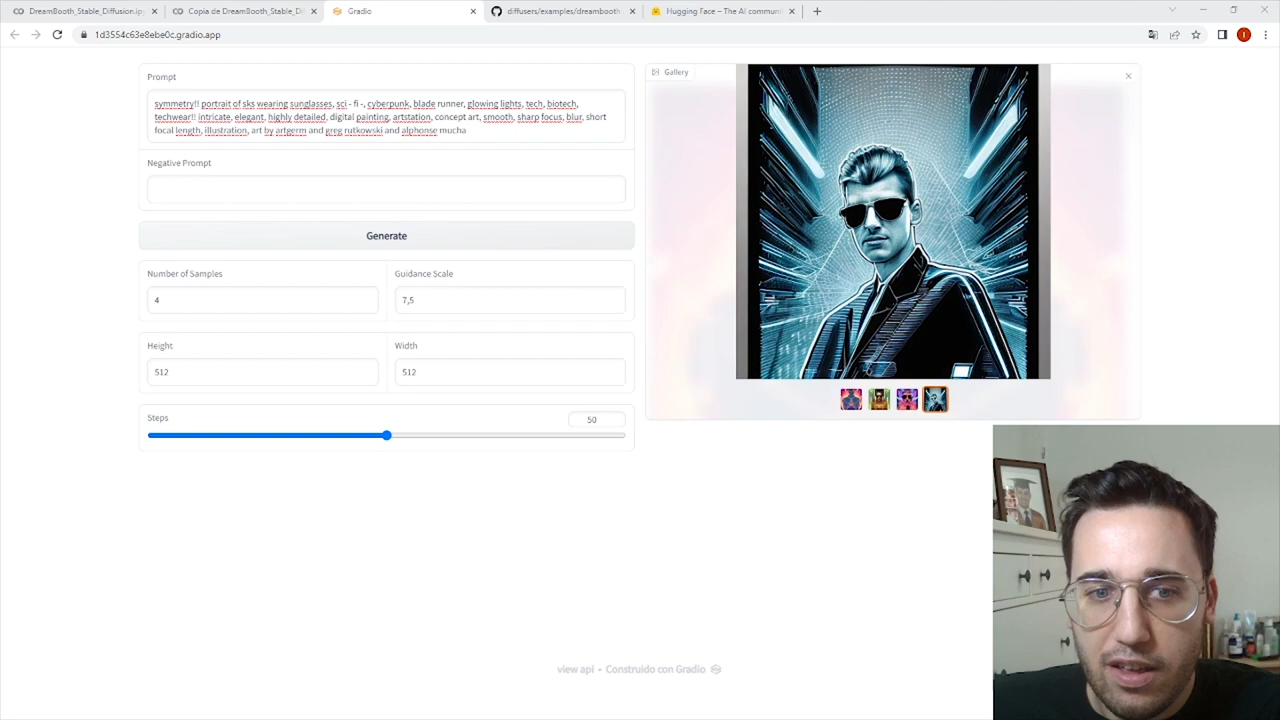 DreamBooth_Stable_Diffusion.ip
Copia de DreamBooth_Stable_Di
Gradio
diffusers/examples/dreambooth
Hugging Face – The AI communi
1d3554c63e8ebe0c.gradio.app
Prompt
symmetry!! portrait of sks wearing sunglasses, sci - fi -, cyberpunk, blade runner, glowing lights, tech, biotech,
techwear!! intricate, elegant, highly detailed, digital painting, artstation, concept art, smooth, sharp focus, blur, short
focal length, illustration, art by artgerm and greg rutkowski and alphonse mucha
Negative Prompt
Generate
Number of Samples
Guidance Scale
4
7,5
Height
Width
512
512
Steps
50
Gallery
view api • Construido con Gradio